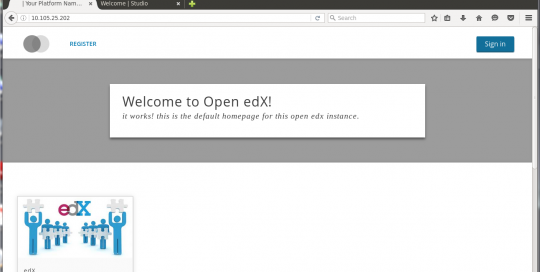 | Your Platform Nam...
Welcome | Studio
10.105.25.202
Search
REGISTER
Sign in
Welcome to Open edX!
it works! this is the default homepage for this open edx instance.
edX
edX